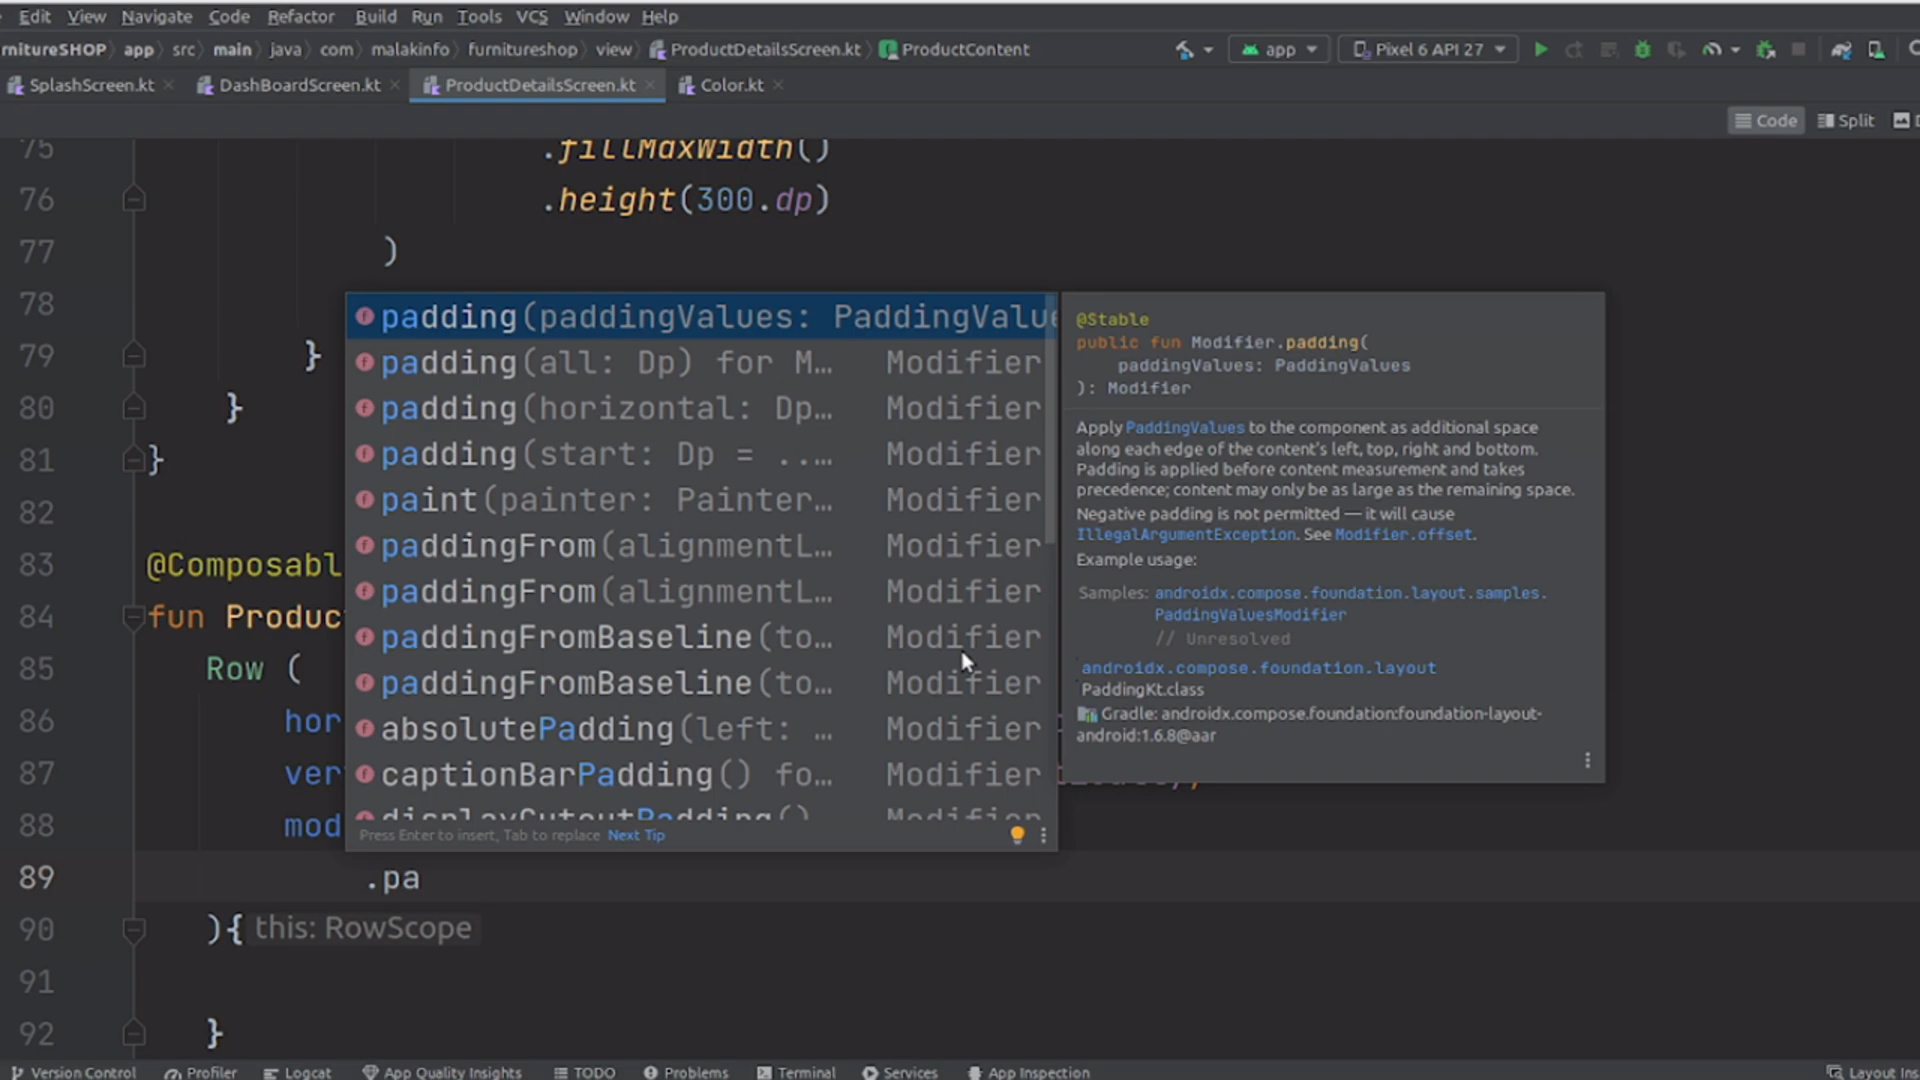 Edit View Navigate Code Refactor Build Run Tools VCS Window Help
rnitureSHOP app src main java com malakinfo furnitureshop view ProductDetailsScreen.kt ProductContent app Pixel 6 API 27
SplashScreen.kt DashBoardScreen.kt ProductDetailsScreen.kt Color.kt
Code Split
75 .fillMaxWidth()
76 .height(300.dp)
77 )
78
79 }
80 }
81 }
82
83 @Composabl
84 fun Produc
85 Row (
86 hor
87 ver
88 mod
89 .pa
90 ){ this: RowScope
91
92 }
padding(paddingValues: PaddingValue
padding(all: Dp) for M... Modifier
padding(horizontal: Dp... Modifier
padding(start: Dp = ..... Modifier
paint(painter: Painter... Modifier
paddingFrom(alignmentL... Modifier
paddingFrom(alignmentL... Modifier
paddingFromBaseline(to... Modifier
paddingFromBaseline(to... Modifier
absolutePadding(left: ... Modifier
captionBarPadding() fo... Modifier
displayCutoutPadding() Modifier
Press Enter to insert, Tab to replace Next Tip
@Stable
public fun Modifier.padding(
paddingValues: PaddingValues
): Modifier
Apply PaddingValues to the component as additional space
along each edge of the content's left, top, right and bottom.
Padding is applied before content measurement and takes
precedence; content may only be as large as the remaining space.
Negative padding is not permitted — it will cause
IllegalArgumentException. See Modifier.offset.
Example usage:
Samples: androidx.compose.foundation.layout.samples.
PaddingValuesModifier
// Unresolved
androidx.compose.foundation.layout
PaddingKt.class
Gradle: androidx.compose.foundation:foundation-layout-
android:1.6.8@aar
Version Control Profiler Logcat App Quality Insights TODO Problems Terminal Services App Inspection Layout Ins